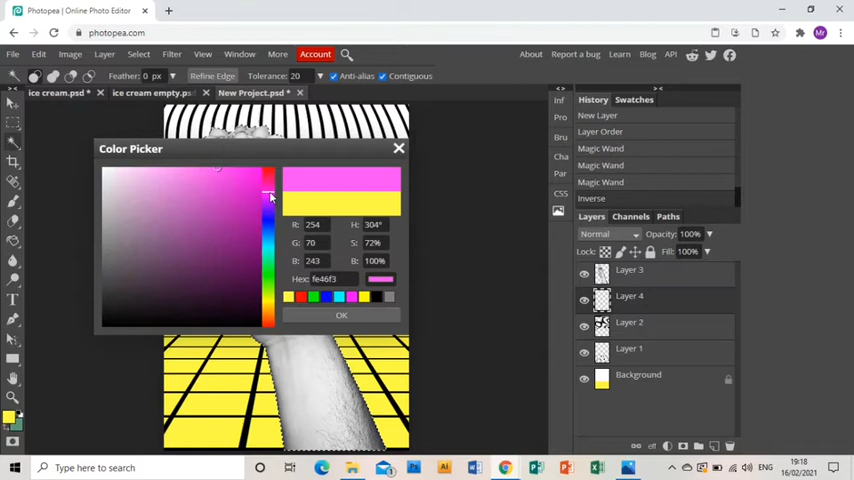 Photopea | Online Photo Editor
photopea.com
Mr
File Edit Image Layer Select Filter View Window More Account About Report a bug Learn Blog API
Feather: 0 px Refine Edge Tolerance: 20 Anti-alias Contiguous
ice cream.psd * ice cream empty.psd New Project.psd *
Color Picker
R: 254 H: 304°
G: 70 S: 72%
B: 243 B: 100%
Hex: fe46f3
OK
Inf
Pro
Bru
Cha
Par
CSS
History Swatches
New Layer
Layer Order
Magic Wand
Magic Wand
Magic Wand
Inverse
Layers Channels Paths
Normal Opacity: 100%
Lock: Fill: 100%
Layer 3
Layer 4
Layer 2
Layer 1
Background
eff
Type here to search
1
Ps
Ai
ENG
19:18
16/02/2021